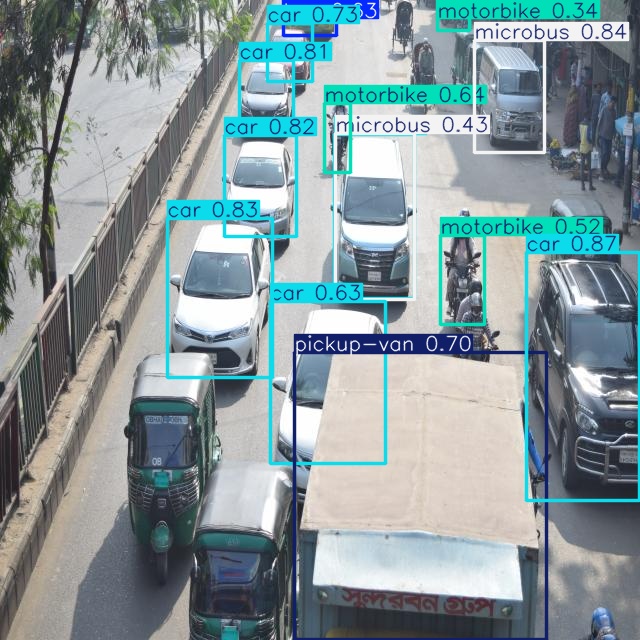 car 0.73
motorbike 0.34
microbus 0.84
car 0.81
motorbike 0.64
car 0.82
microbus 0.43
car 0.83
motorbike 0.52
car 0.87
car 0.63
pickup-van 0.70
08
সুন্দরবন গ্রুপ